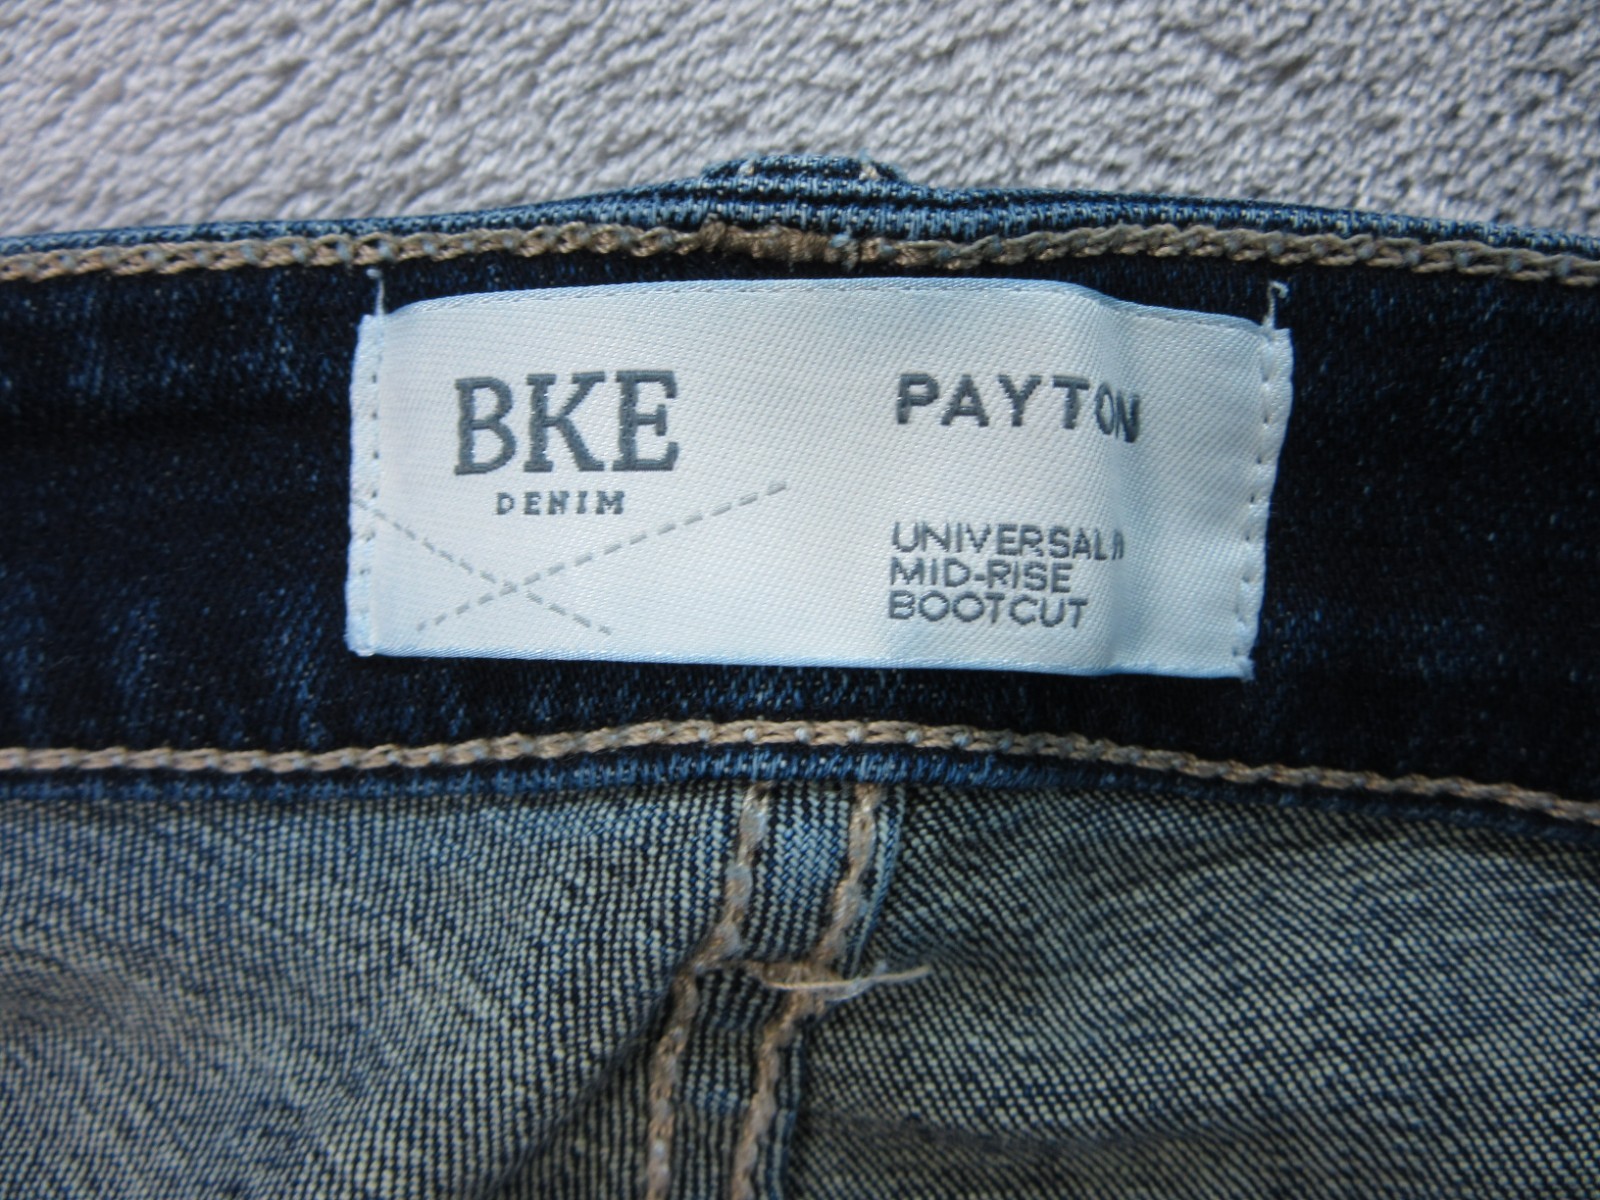 BKE
DENIM
PAYTON
UNIVERSAL
MID-RISE
BOOTCUT